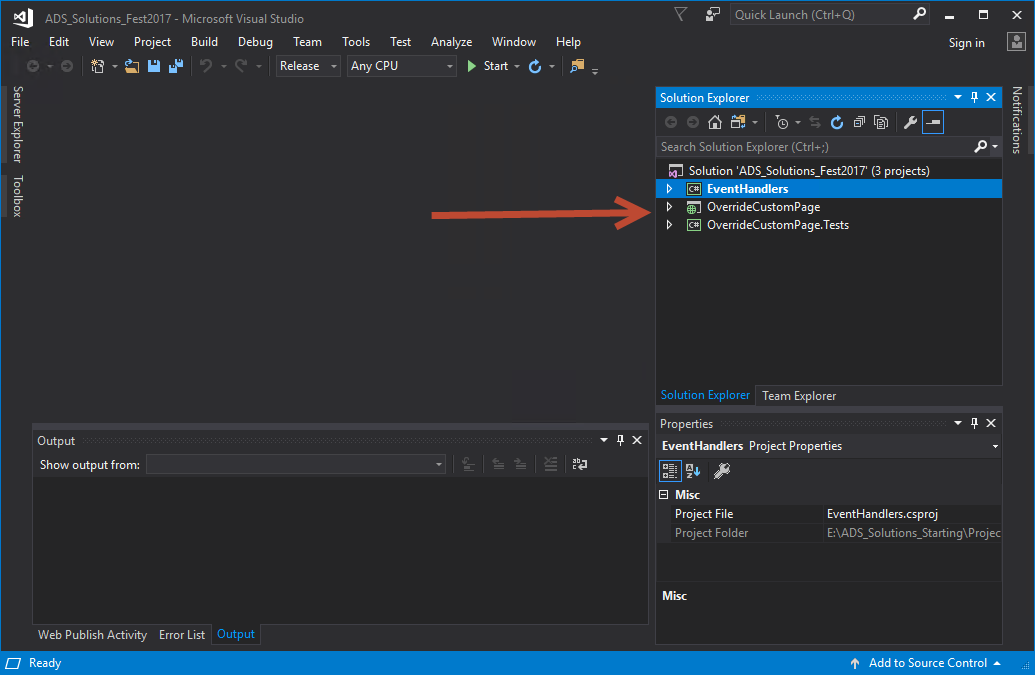 ADS_Solutions_Fest2017 - Microsoft Visual Studio
Quick Launch (Ctrl+Q)
File Edit View Project Build Debug Team Tools Test Analyze Window Help
Sign in
Release Any CPU Start
Server Explorer
Toolbox
Solution Explorer
Search Solution Explorer (Ctrl+;)
Solution 'ADS_Solutions_Fest2017' (3 projects)
C# EventHandlers
OverrideCustomPage
C# OverrideCustomPage.Tests
Solution Explorer Team Explorer
Notifications
Output
Show output from:
Web Publish Activity Error List Output
Properties
EventHandlers Project Properties
Misc
Project File EventHandlers.csproj
Project Folder E:\ADS_Solutions_Starting\Projec
Misc
Ready
Add to Source Control